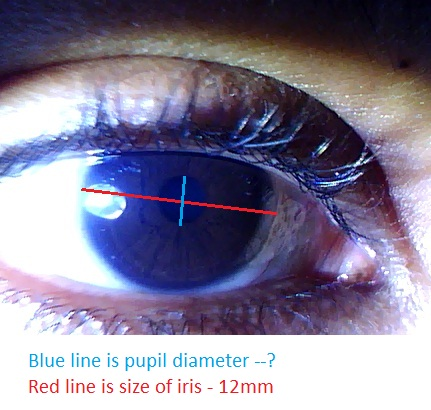 Blue line is pupil diameter --?
Red line is size of iris - 12mm